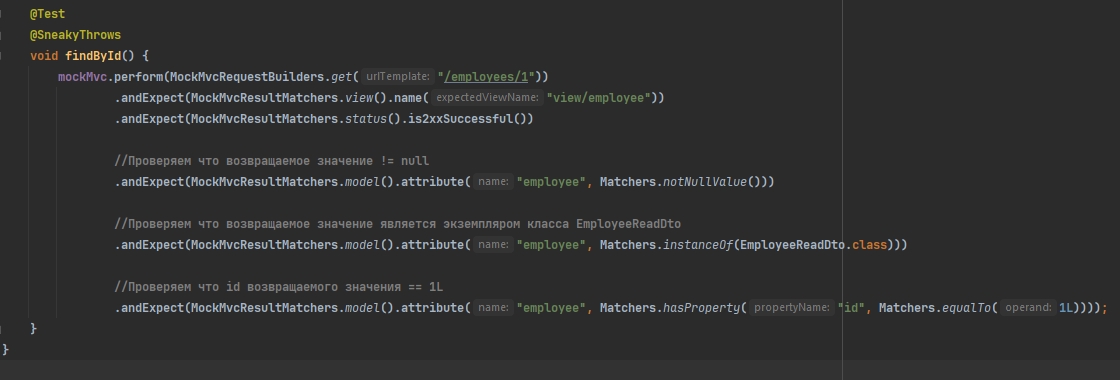 @Test
@SneakyThrows
void findById() {
mockMvc.perform(MockMvcRequestBuilders.get( urlTemplate: "/employees/1"))
.andExpect(MockMvcResultMatchers.view().name( expectedViewName: "view/employee"))
.andExpect(MockMvcResultMatchers.status().is2xxSuccessful())
//Проверяем что возвращаемое значение != null
.andExpect(MockMvcResultMatchers.model().attribute( name: "employee", Matchers.notNullValue()))
//Проверяем что возвращаемое значение является экземпляром класса EmployeeReadDto
.andExpect(MockMvcResultMatchers.model().attribute( name: "employee", Matchers.instanceOf(EmployeeReadDto.class)))
//Проверяем что id возвращаемого значения == 1L
.andExpect(MockMvcResultMatchers.model().attribute( name: "employee", Matchers.hasProperty( propertyName: "id", Matchers.equalTo( operand: 1L))));
}
}